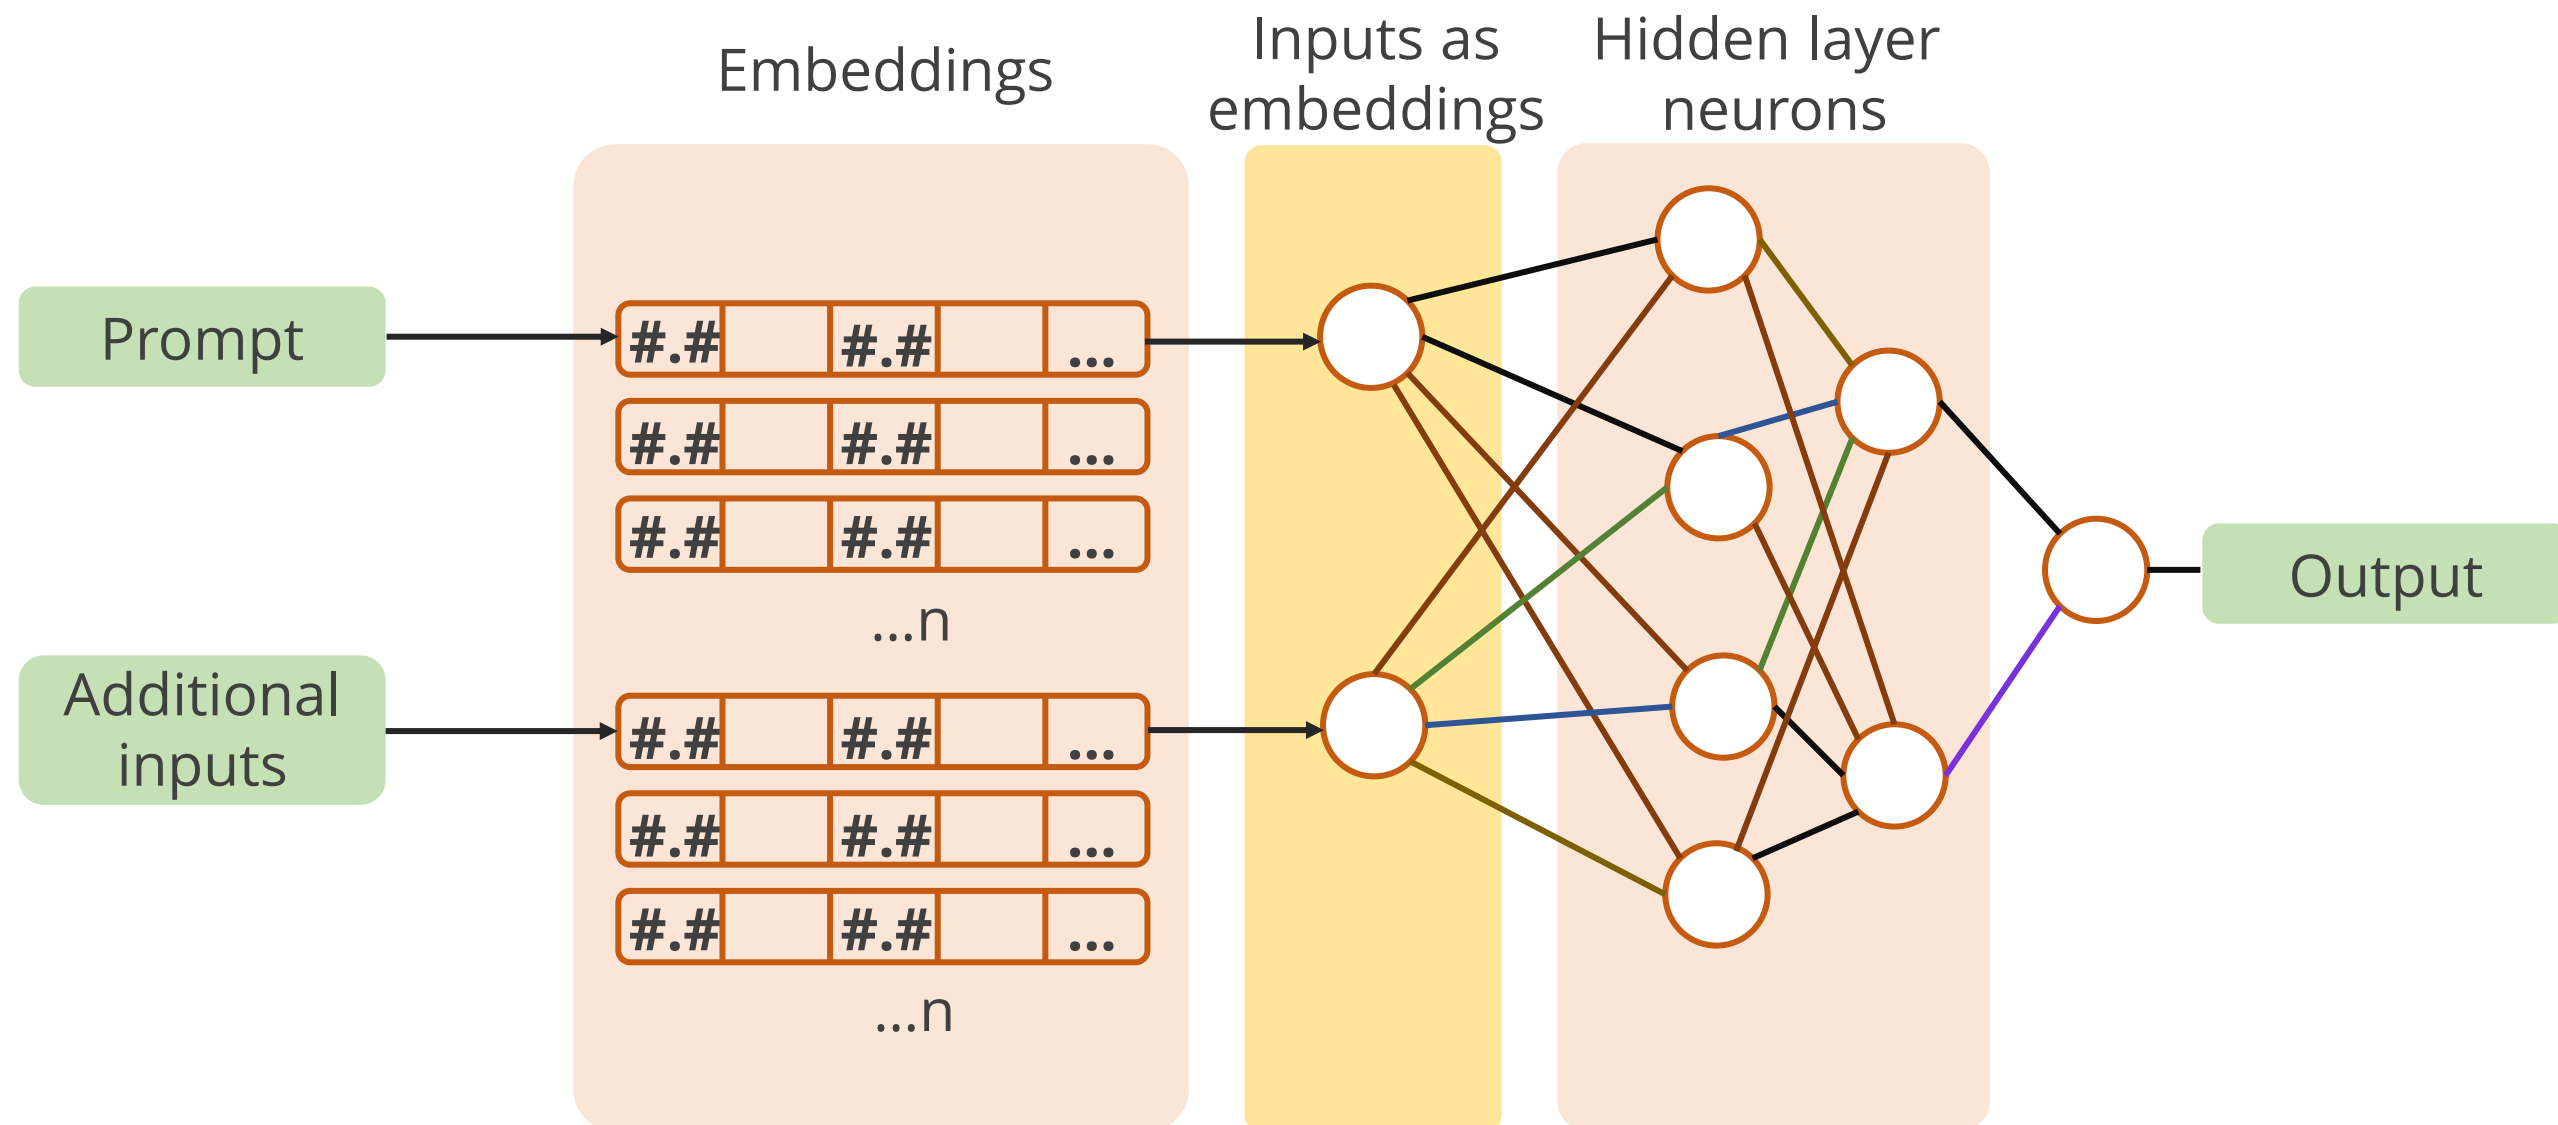 Embeddings
Inputs as
embeddings
Hidden layer
neurons
Prompt
#.# #.# ...
#.# #.# ...
#.# #.# ...
...n
Additional
inputs
#.# #.# ...
#.# #.# ...
#.# #.# ...
...n
Output